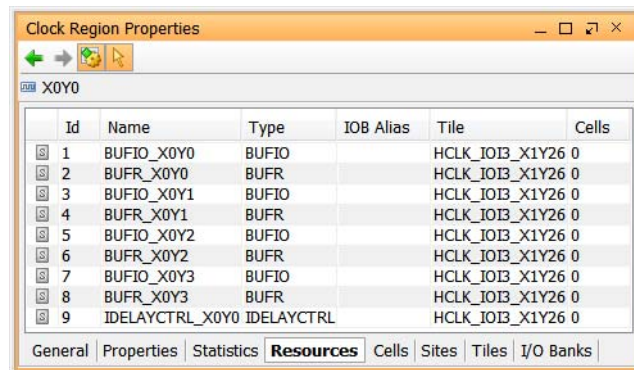 Clock Region Properties
X0Y0
Id Name Type IOB Alias Tile Cells
1 BUFIO_X0Y0 BUFIO HCLK_IOI3_X1Y26 0
2 BUFR_X0Y0 BUFR HCLK_IOI3_X1Y26 0
3 BUFIO_X0Y1 BUFIO HCLK_IOI3_X1Y26 0
4 BUFR_X0Y1 BUFR HCLK_IOI3_X1Y26 0
5 BUFIO_X0Y2 BUFIO HCLK_IOI3_X1Y26 0
6 BUFR_X0Y2 BUFR HCLK_IOI3_X1Y26 0
7 BUFIO_X0Y3 BUFIO HCLK_IOI3_X1Y26 0
8 BUFR_X0Y3 BUFR HCLK_IOI3_X1Y26 0
9 IDELAYCTRL_X0Y0 IDELAYCTRL HCLK_IOI3_X1Y26 0
General Properties Statistics Resources Cells Sites Tiles I/O Banks